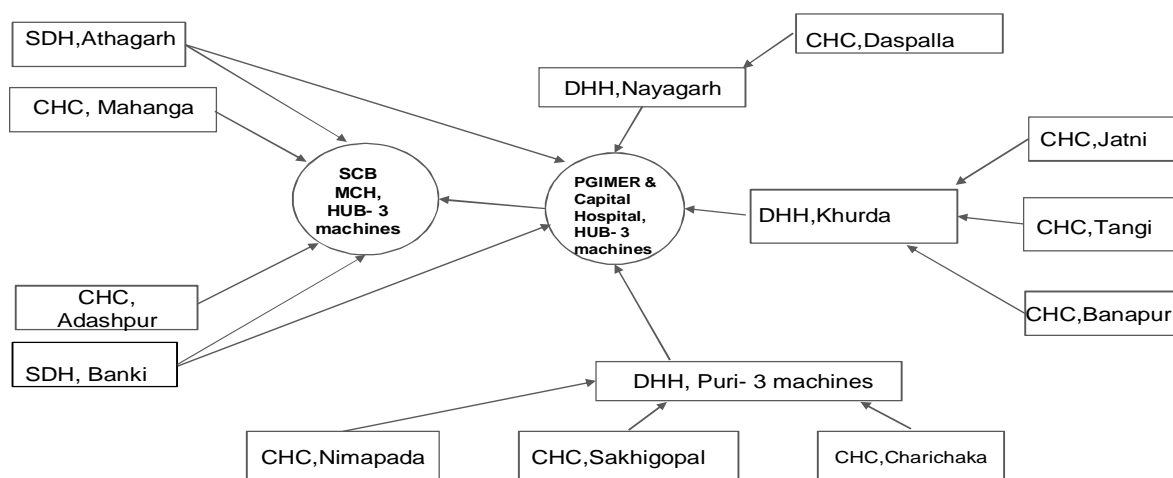 SDH,Athagarh
CHC,Daspalla
DHH,Nayagarh
CHC, Mahanga
CHC,Jatni
SCB
MCH,
HUB- 3
machines
PGIMER &
Capital
Hospital,
HUB- 3
machines
DHH,Khurda
CHC,Tangi
CHC,
Adashpur
CHC,Banapur
SDH, Banki
DHH, Puri- 3 machines
CHC,Nimapada
CHC,Sakhigopal
CHC,Charichaka